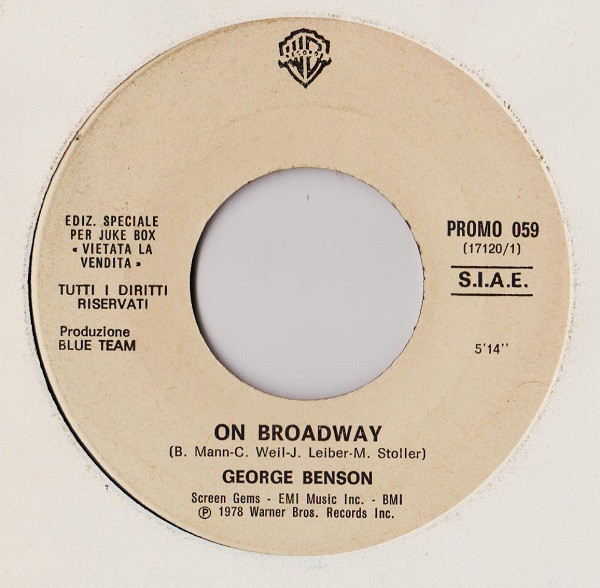 WB
RECORDS
EDIZ. SPECIALE
PER JUKE BOX
« VIETATA LA
VENDITA »
TUTTI I DIRITTI
RISERVATI
Produzione
BLUE TEAM
PROMO 059
(17120/1)
S.I.A.E.
5'14''
ON BROADWAY
(B. Mann-C. Weil-J. Leiber-M. Stoller)
GEORGE BENSON
Screen Gems - EMI Music Inc. - BMI
℗ 1978 Warner Bros. Records Inc.